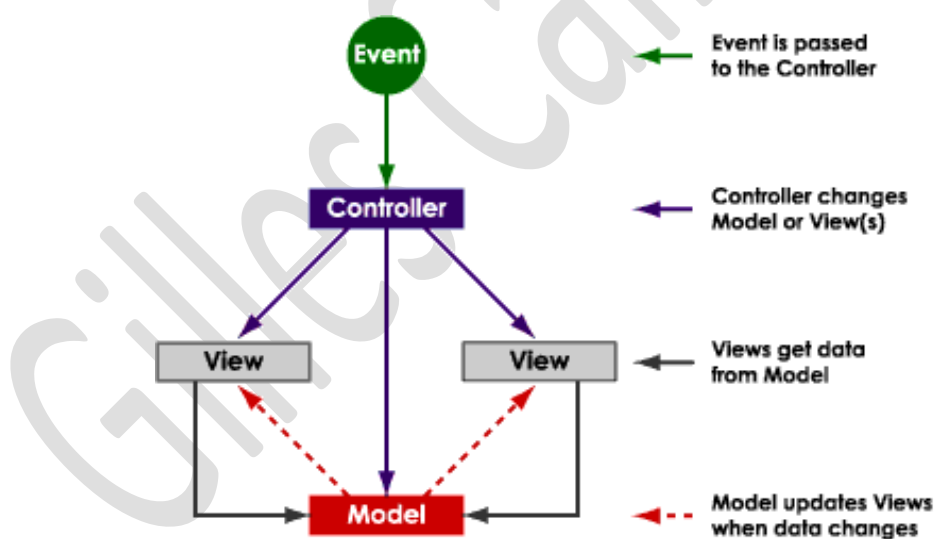 Event
Event is passed
to the Controller
Controller
Controller changes
Model or View(s)
View
View
Views get data
from Model
Model
Model updates Views
when data changes
Gilles